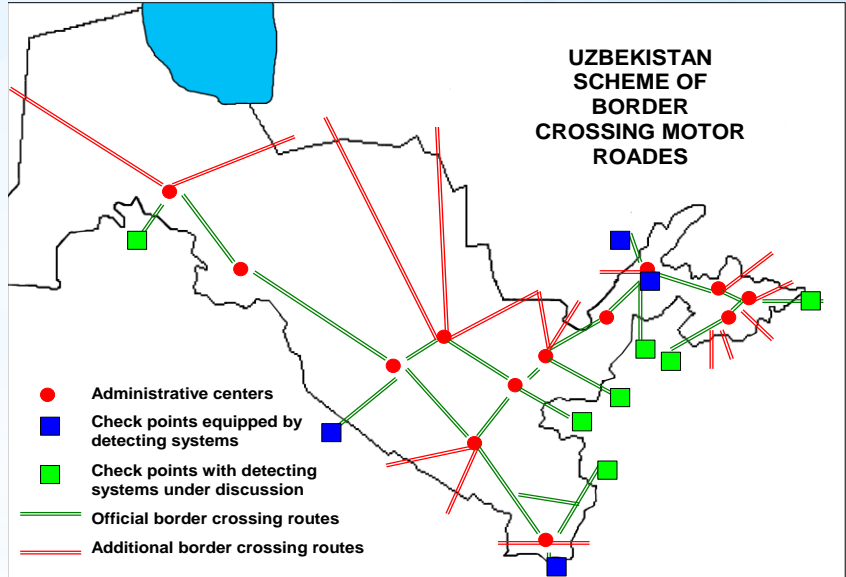 UZBEKISTAN
SCHEME OF
BORDER
CROSSING MOTOR
ROADES
Administrative centers
Check points equipped by
detecting systems
Check points with detecting
systems under discussion
Official border crossing routes
Additional border crossing routes